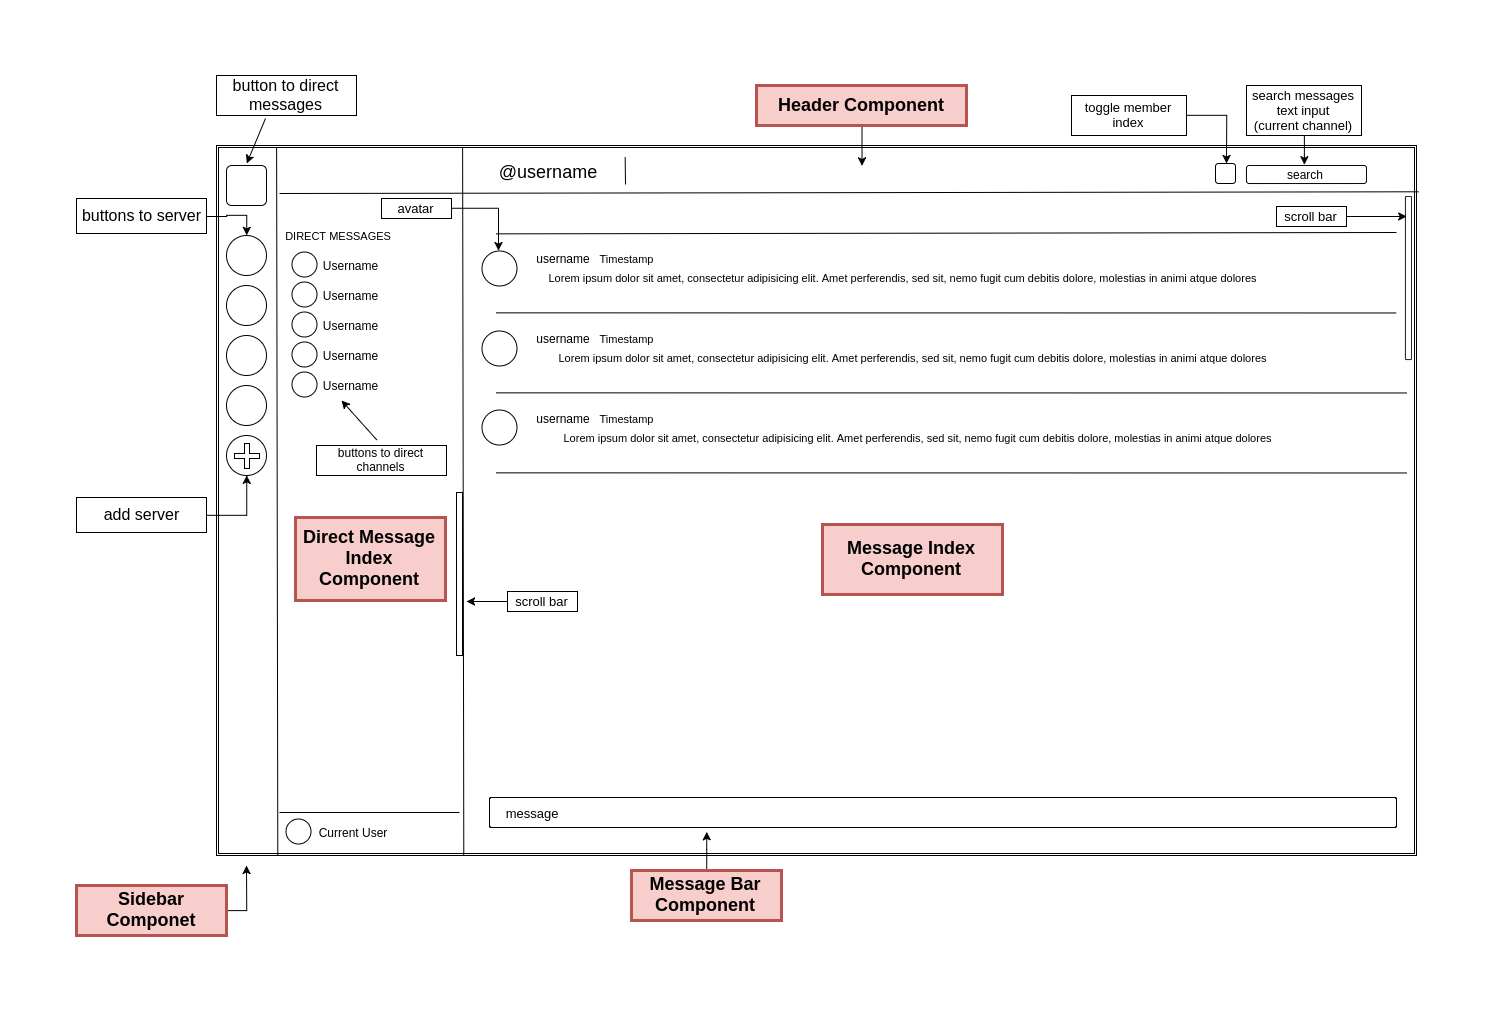 button to direct
messages
Header Component
toggle member
index
search messages
text input
(current channel)
@username
search
buttons to server
avatar
scroll bar
DIRECT MESSAGES
Username
Username
Username
Username
Username
username Timestamp
Lorem ipsum dolor sit amet, consectetur adipisicing elit. Amet perferendis, sed sit, nemo fugit cum debitis dolore, molestias in animi atque dolores
username Timestamp
Lorem ipsum dolor sit amet, consectetur adipisicing elit. Amet perferendis, sed sit, nemo fugit cum debitis dolore, molestias in animi atque dolores
username Timestamp
Lorem ipsum dolor sit amet, consectetur adipisicing elit. Amet perferendis, sed sit, nemo fugit cum debitis dolore, molestias in animi atque dolores
buttons to direct
channels
add server
Direct Message
Index
Component
Message Index
Component
scroll bar
message
Current User
Sidebar
Componet
Message Bar
Component